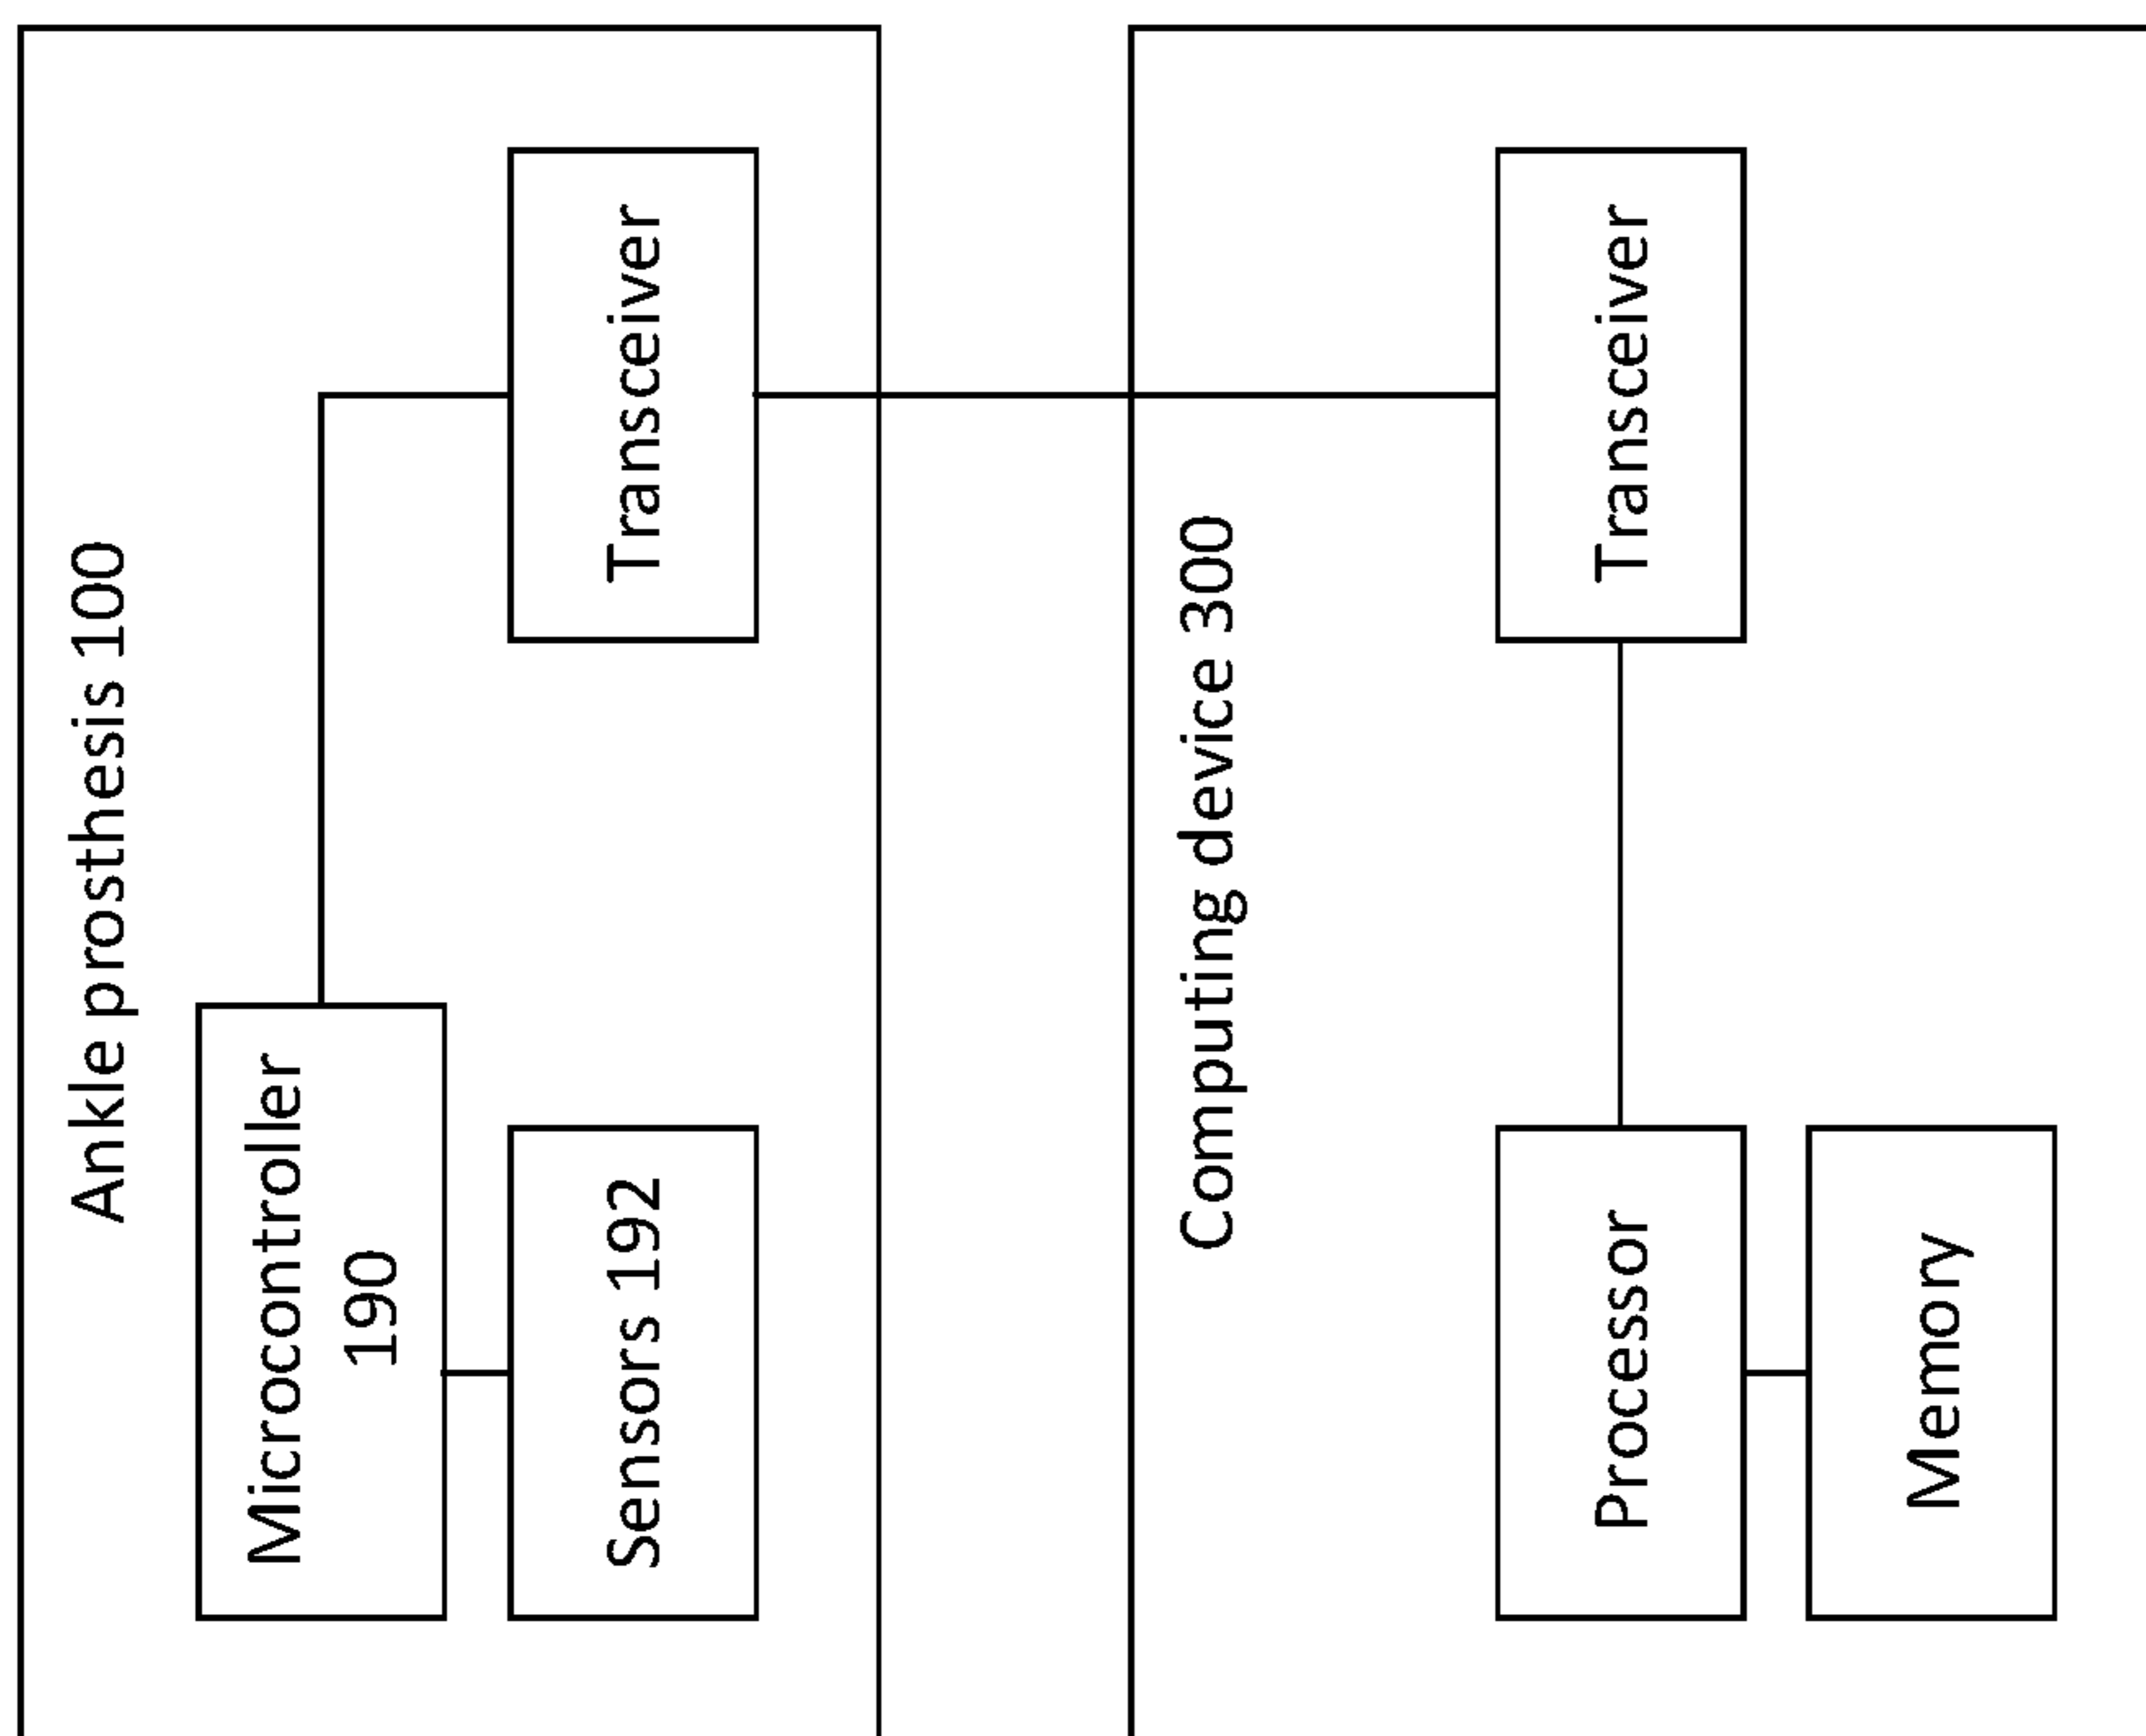 Ankle prosthesis 100
Microcontroller
190
Sensors 192
Transceiver
Computing device 300
Processor
Transceiver
Memory